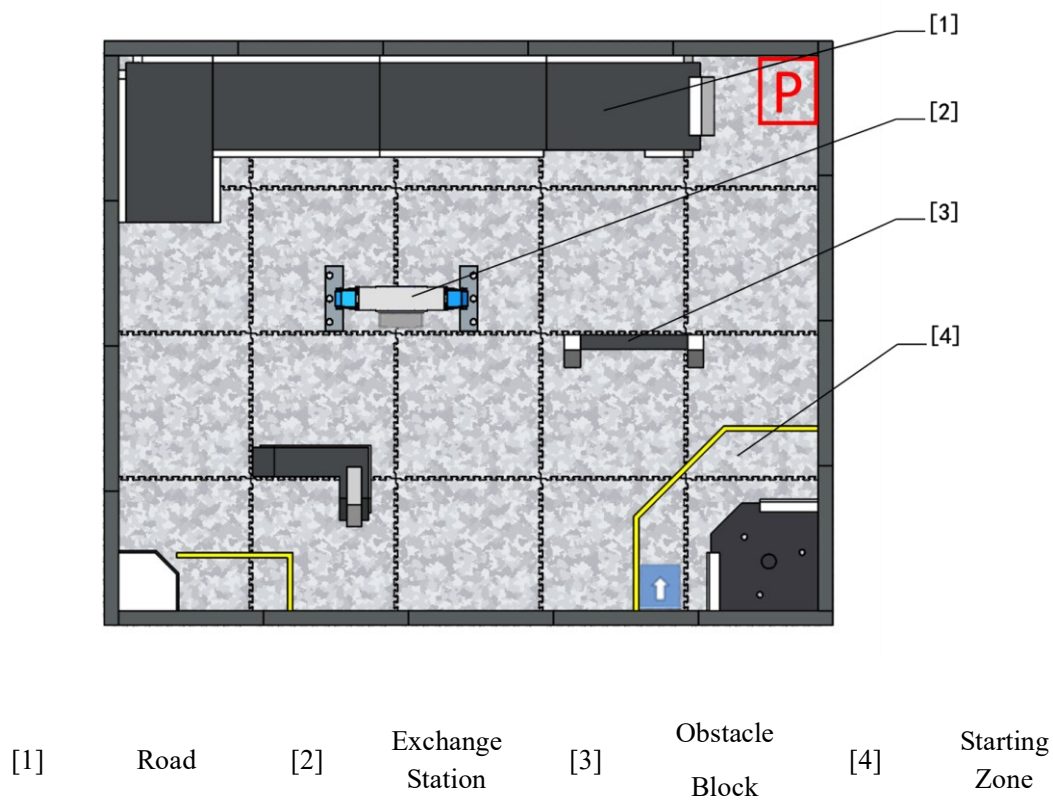 [1]
P
[2]
[3]
[4]
[1] Road [2] Exchange Station [3] Obstacle Block [4] Starting Zone